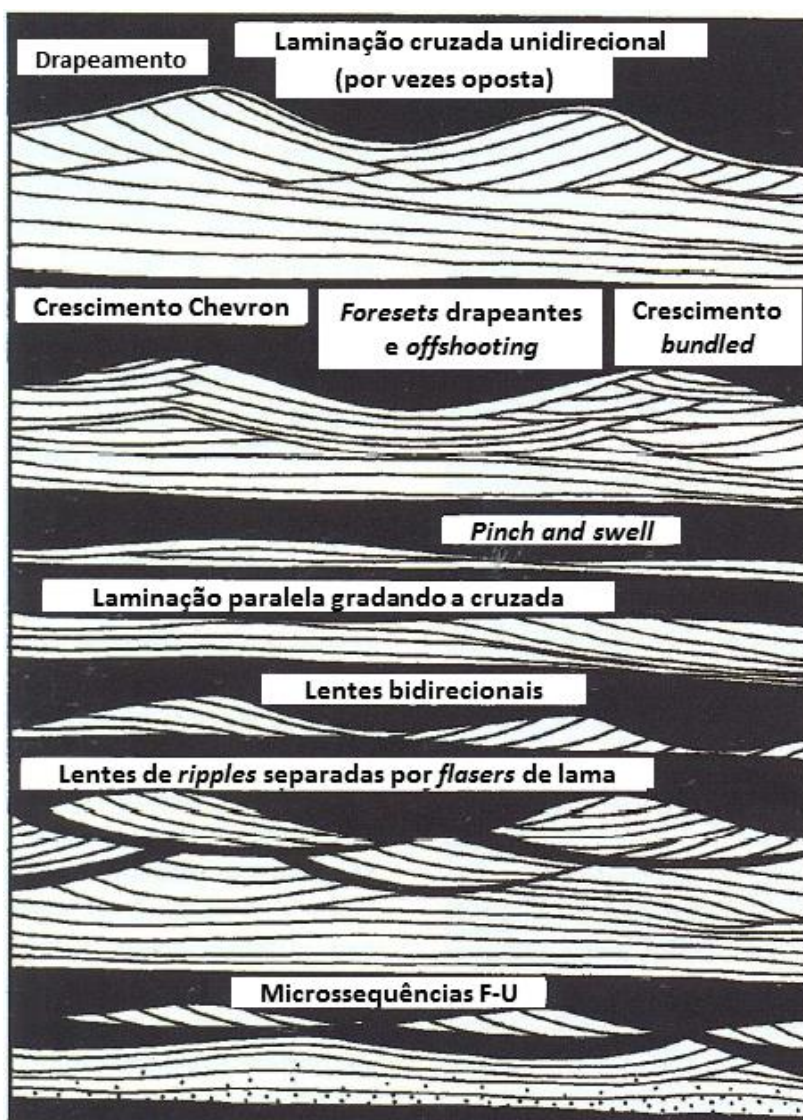 Drapeamento
Laminação cruzada unidirecional
(por vezes oposta)
Crescimento Chevron
Foresets drapeantes
e offshooting
Crescimento
bundled
Pinch and swell
Laminação paralela gradando a cruzada
Lentes bidirecionais
Lentes de ripples separadas por flasers de lama
Microssequências F-U